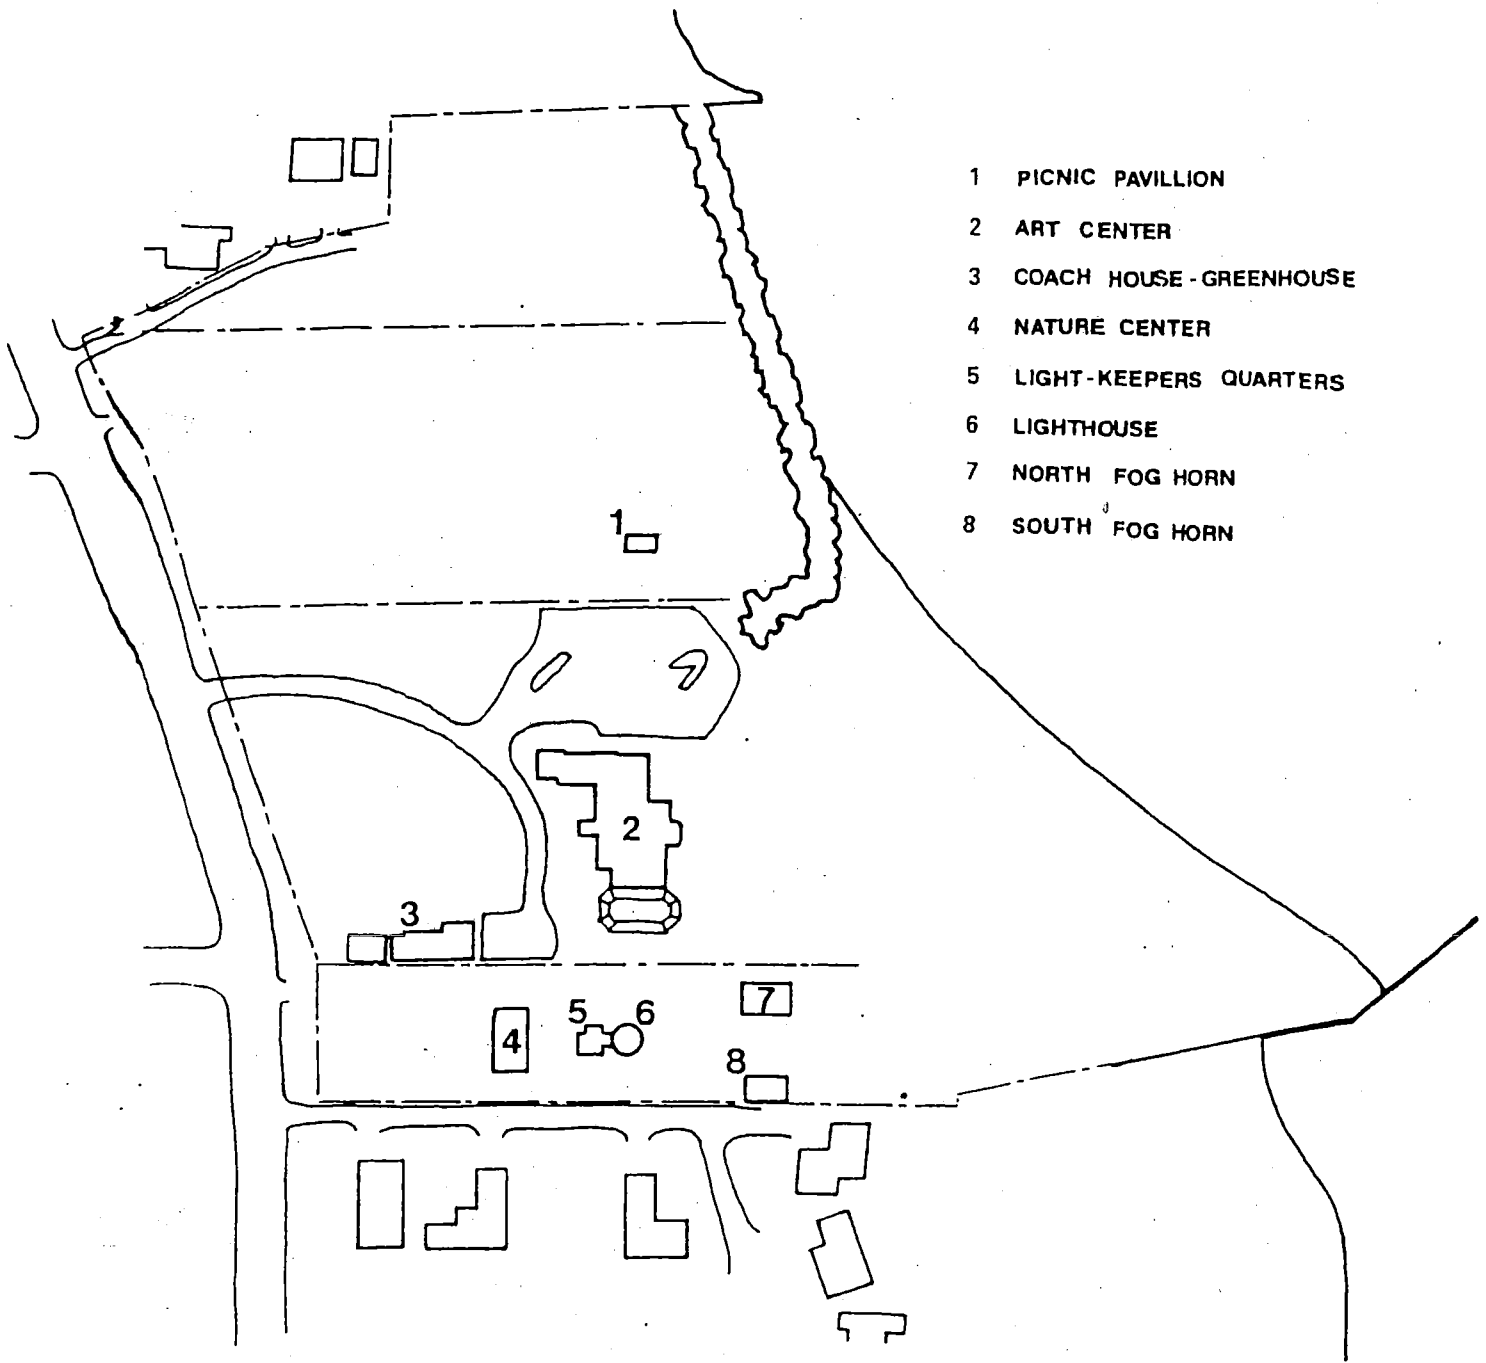 1 PICNIC PAVILLION
2 ART CENTER
3 COACH HOUSE-GREENHOUSE
4 NATURE CENTER
5 LIGHT-KEEPERS QUARTERS
6 LIGHTHOUSE
7 NORTH FOG HORN
8 SOUTH FOG HORN
1
2
3
7
5 6
4
8